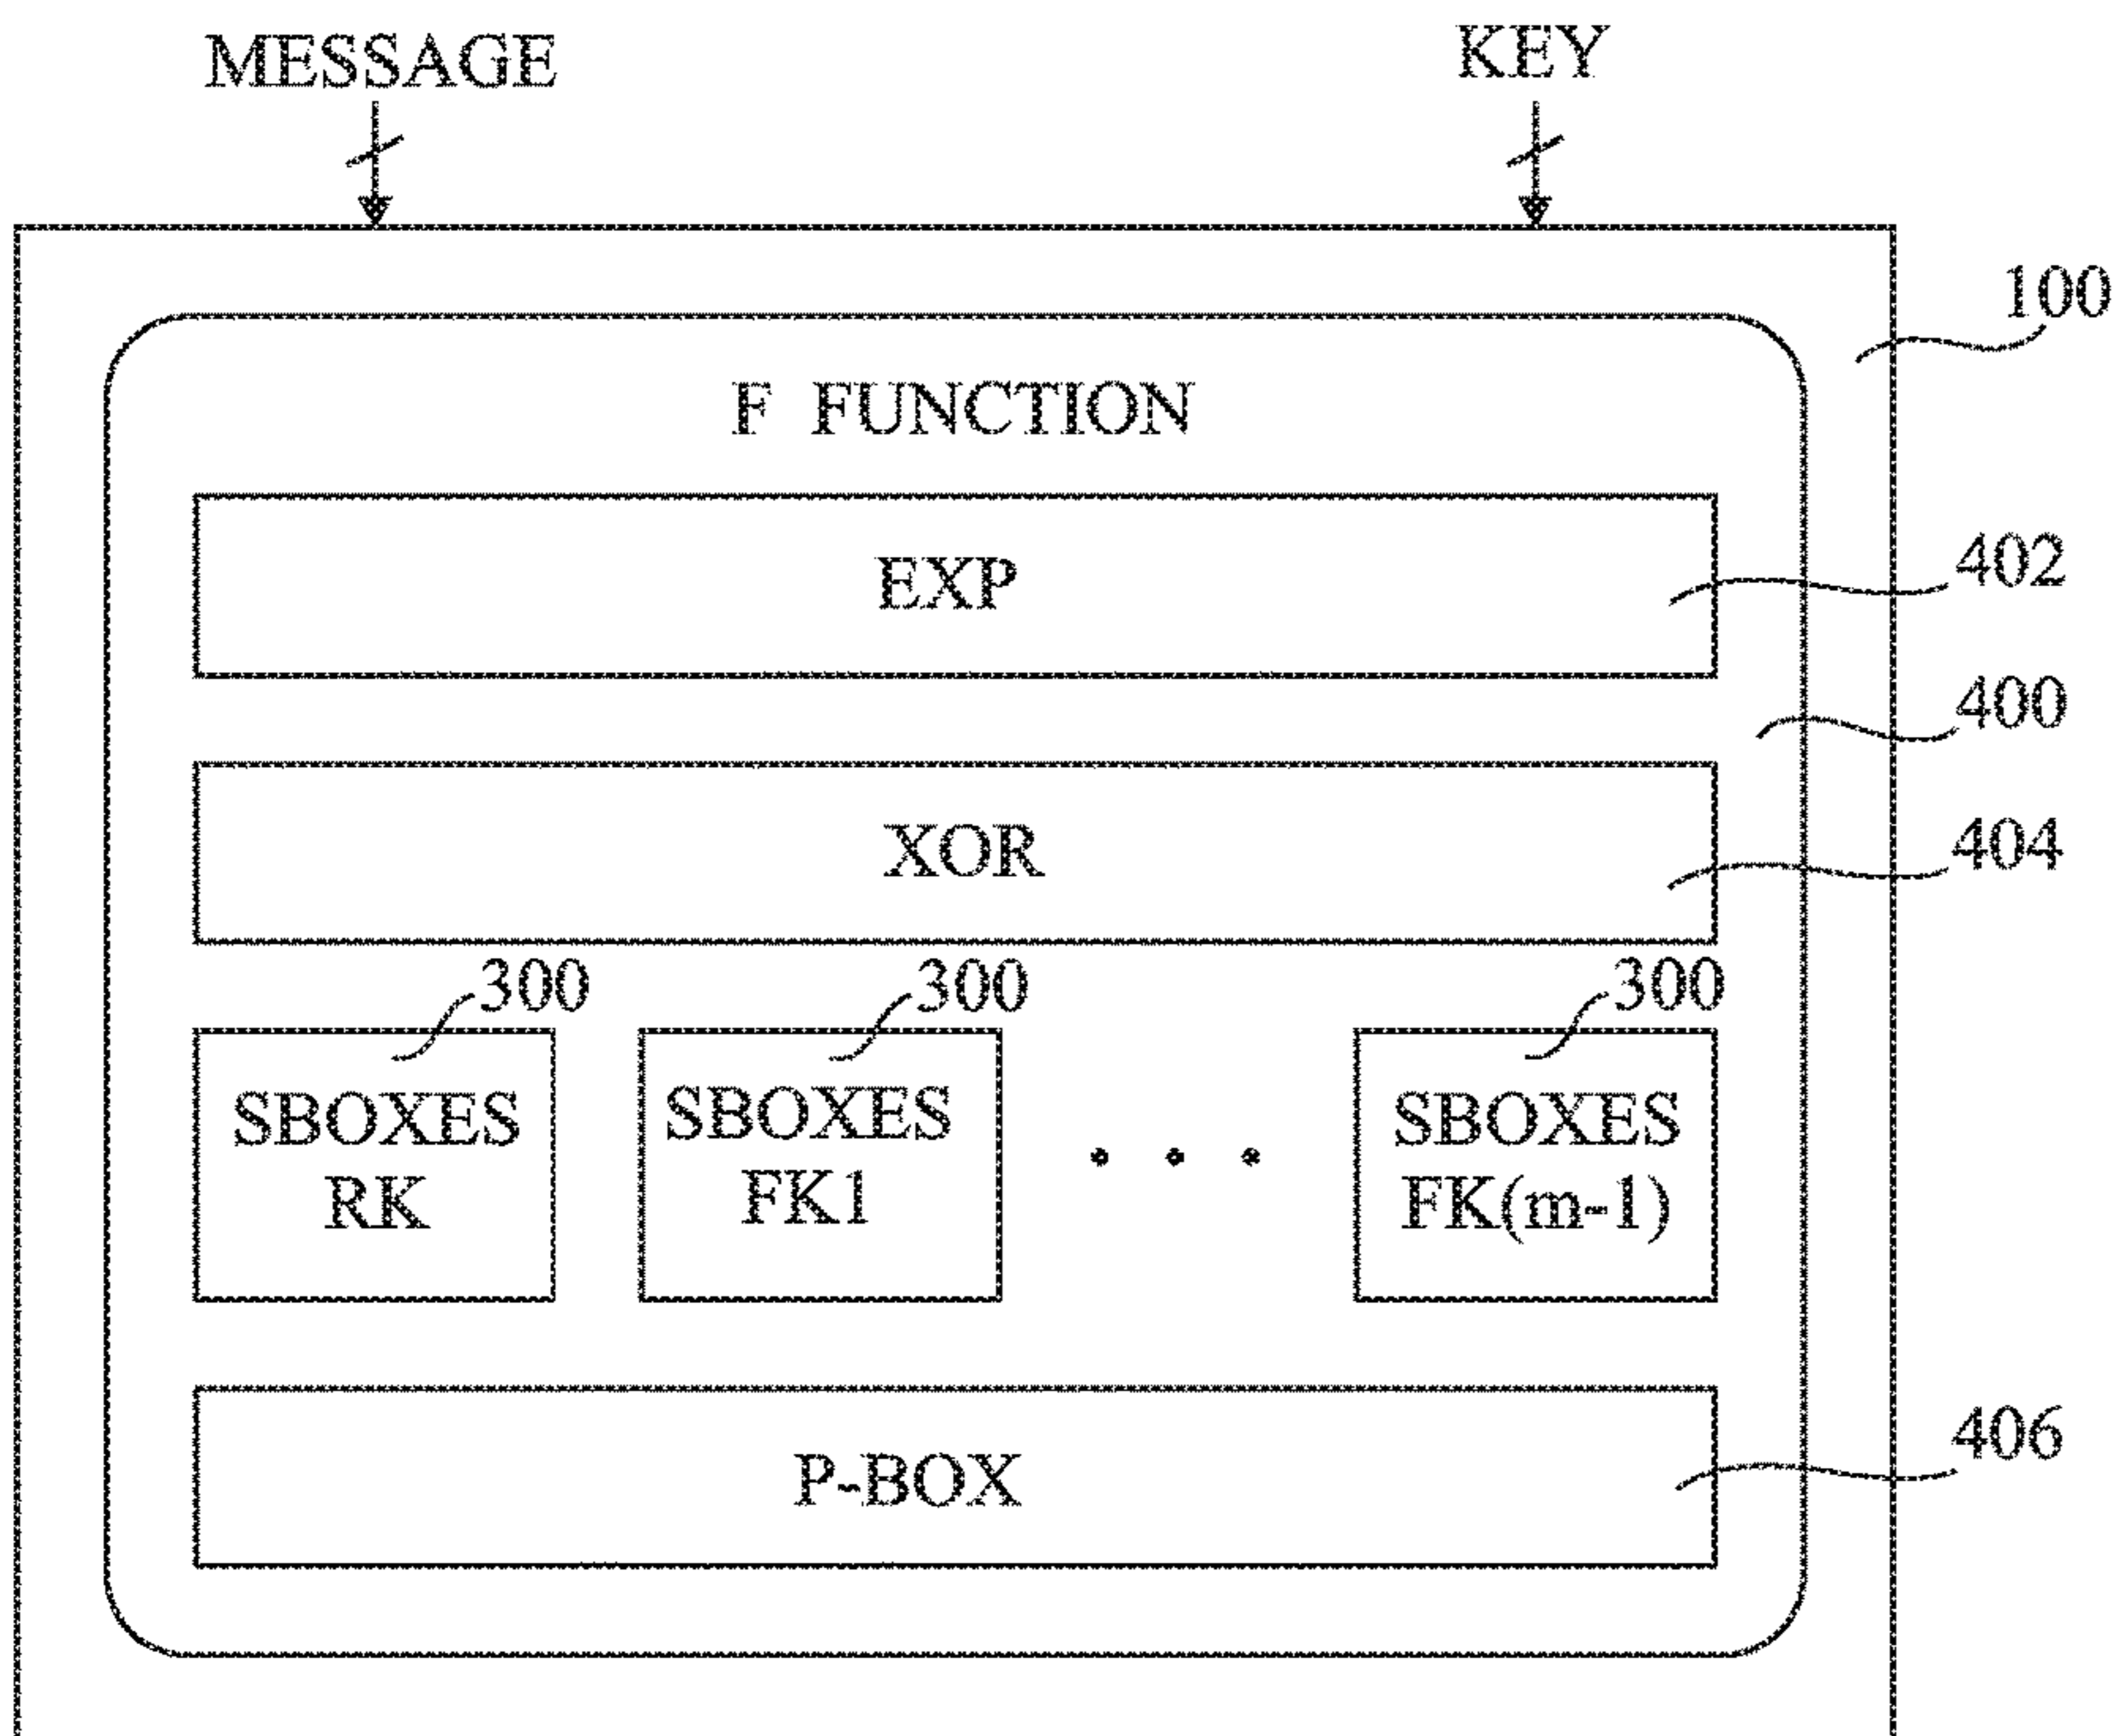 MESSAGE KEY
100
F FUNCTION
EXP
402
400
XOR
404
300 300 300
SBOXES SBOXES SBOXES
RK FK1 • • • FK(m-1)
P-BOX
406